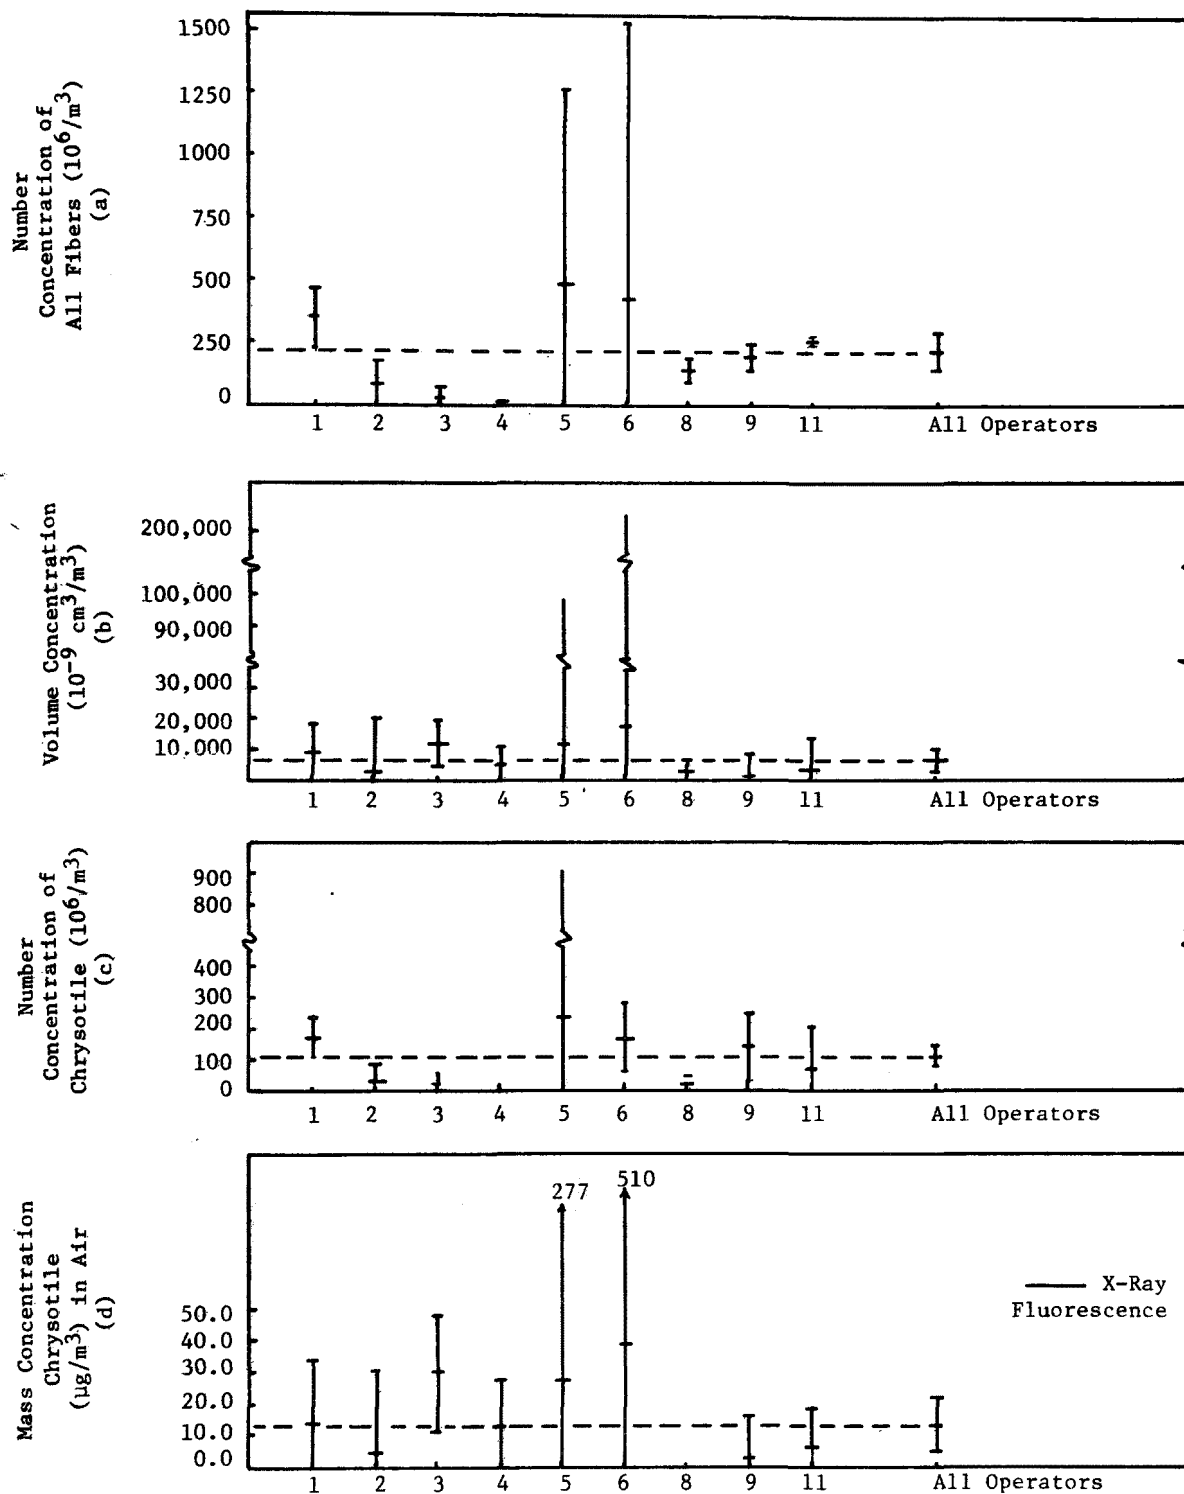 Number
Concentration of
All Fibers (10⁶/m³)
(a)
1500
1250
1000
750
500
250
0
1 2 3 4 5 6 8 9 11 All Operators
Volume Concentration
(10⁻⁹ cm³/m³)
(b)
200,000
100,000
90,000
30,000
20,000
10.000
1 2 3 4 5 6 8 9 11 All Operators
Number
Concentration of
Chrysotile (10⁶/m³)
(c)
900
800
400
300
200
100
0
1 2 3 4 5 6 8 9 11 All Operators
Mass Concentration
Chrysotile
(µg/m³) in Air
(d)
277 510
X-Ray
Fluorescence
50.0
40.0
30.0
20.0
10.0
0.0
1 2 3 4 5 6 8 9 11 All Operators